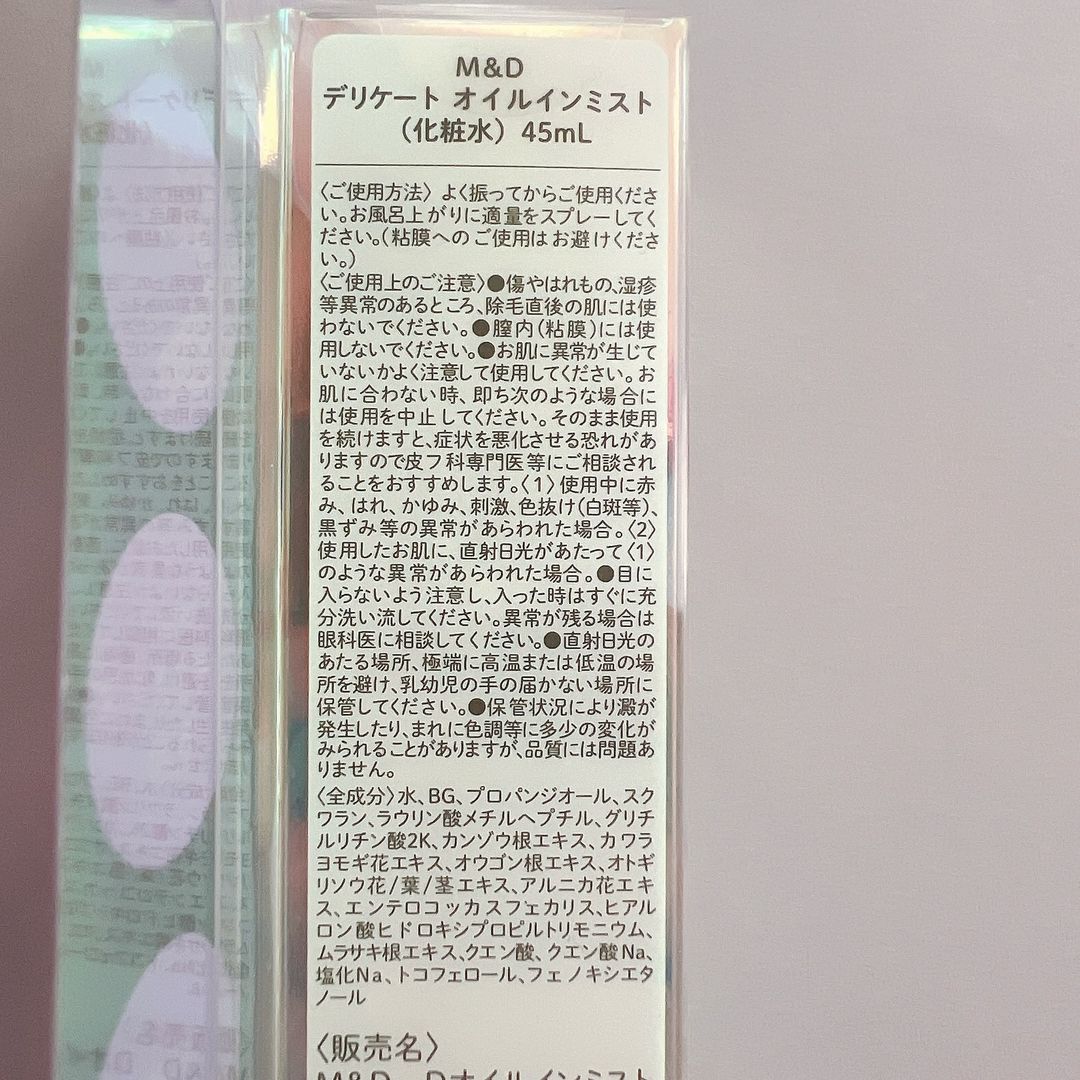 M&D
デリケート オイルインミスト
（化粧水）45mL
〈ご使用方法〉よく振ってからご使用くださ
い。お風呂上がりに適量をスプレーしてく
ださい。(粘膜へのご使用はお避けくださ
い。)
〈ご使用上のご注意〉●傷やはれもの、湿疹
等異常のあるところ、除毛直後の肌には使
わないでください。●膣内(粘膜)には使
用しないでください。●お肌に異常が生じて
いないかよく注意して使用してください。お
肌に合わない時、即ち次のような場合に
は使用を中止してください。そのまま使用
を続けますと、症状を悪化させる恐れがあ
りますので皮フ科専門医等にご相談され
ることをおすすめします。〈1〉使用中に赤
み、はれ、かゆみ、刺激、色抜け(白斑等)、
黒ずみ等の異常があらわれた場合。〈2〉
使用したお肌に、直射日光があたって〈1〉
のような異常があらわれた場合。●目に
入らないよう注意し、入った時はすぐに充
分洗い流してください。異常が残る場合は
眼科医に相談してください。●直射日光の
あたる場所、極端に高温または低温の場
所を避け、乳幼児の手の届かない場所に
保管してください。●保管状況により澱が
発生したり、まれに色調等に多少の変化が
みられることがありますが、品質には問題あ
りません。
〈全成分〉水、BG、プロパンジオール、スク
ワラン、ラウリン酸メチルヘプチル、グリチ
ルリチン酸2K、カンゾウ根エキス、カワラ
ヨモギ花エキス、オウゴン根エキス、オトギ
リソウ花/葉/茎エキス、アルニカ花エキ
ス、エンテロコッカスフェカリス、ヒアル
ロン酸ヒドロキシプロピルトリモニウム、
ムラサキ根エキス、クエン酸、クエン酸Na、
塩化Na、トコフェロール、フェノキシエタ
ノール
〈販売名〉
M&D Dオイルインミスト